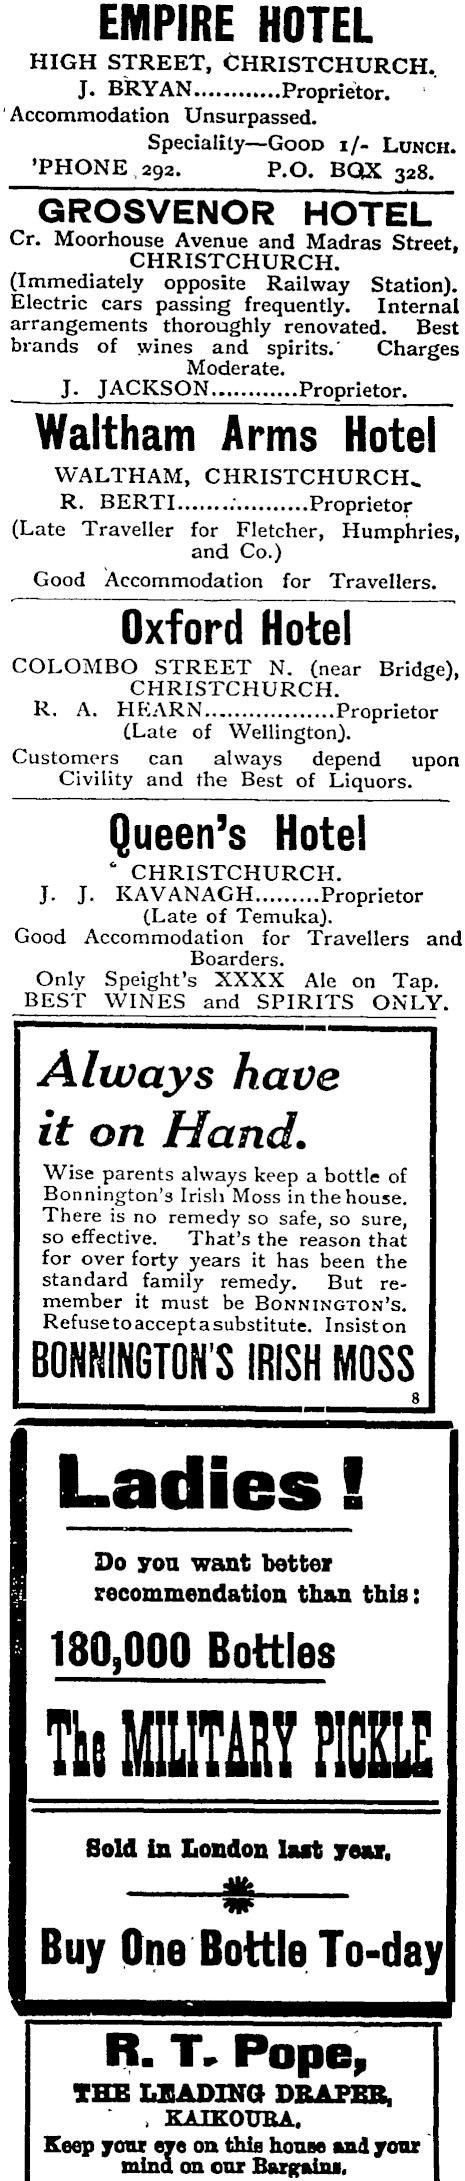 EMPIRE HOTEL
HIGH STREET, CHRISTCHURCH.
J. BRYAN............Proprietor.
Accommodation Unsurpassed.
Speciality—GOOD 1/- LUNCH.
'PHONE 292. P.O. BOX 328.
GROSVENOR HOTEL
Cr. Moorhouse Avenue and Madras Street,
CHRISTCHURCH.
(Immediately opposite Railway Station).
Electric cars passing frequently. Internal
arrangements thoroughly renovated. Best
brands of wines and spirits. Charges
Moderate.
J. JACKSON............Proprietor.
Waltham Arms Hotel
WALTHAM, CHRISTCHURCH.
R. BERTI..................Proprietor
(Late Traveller for Fletcher, Humphries,
and Co.)
Good Accommodation for Travellers.
Oxford Hotel
COLOMBO STREET N. (near Bridge),
CHRISTCHURCH.
R. A. HEARN..................Proprietor
(Late of Wellington).
Customers can always depend upon
Civility and the Best of Liquors.
Queen's Hotel
CHRISTCHURCH.
J. J. KAVANAGH.........Proprietor
(Late of Temuka).
Good Accommodation for Travellers and
Boarders.
Only Speight's XXXX Ale on Tap.
BEST WINES and SPIRITS ONLY.
Always have
it on Hand.
Wise parents always keep a bottle of
Bonnington's Irish Moss in the house.
There is no remedy so safe, so sure,
so effective. That's the reason that
for over forty years it has been the
standard family remedy. But re-
member it must be BONNINGTON'S.
Refuse to accept a substitute. Insist on
BONNINGTON'S IRISH MOSS
8
Ladies!
Do you want better
recommendation than this:
180,000 Bottles
The MILITARY PICKLE
Sold in London last year.
Buy One Bottle To-day
R. T. Pope,
THE LEADING DRAPER,
KAIKOURA.
Keep your eye on this house and your
mind on our Bargains.